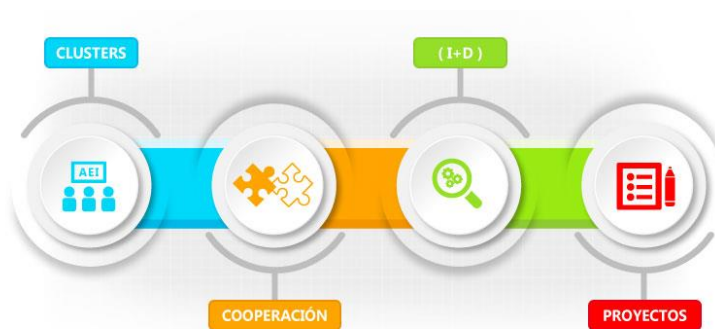 CLUSTERS
( I+D )
AEI
COOPERACIÓN
PROYECTOS